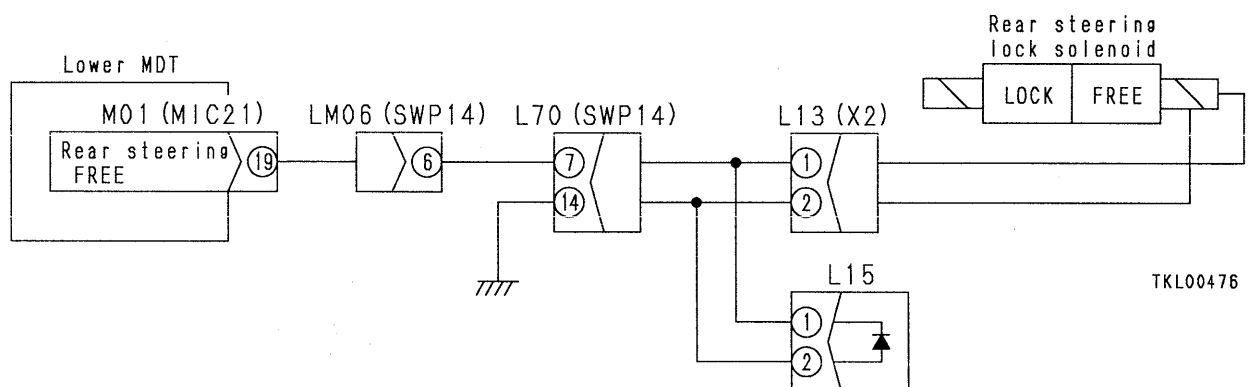 Rear steering
lock solenoid
Lower MDT
LOCK
FREE
M01 (MIC21)
LM06 (SWP14)
L70 (SWP14)
L13 (X2)
Rear steering
FREE
19
6
7
14
1
2
L15
1
2
TKL00476